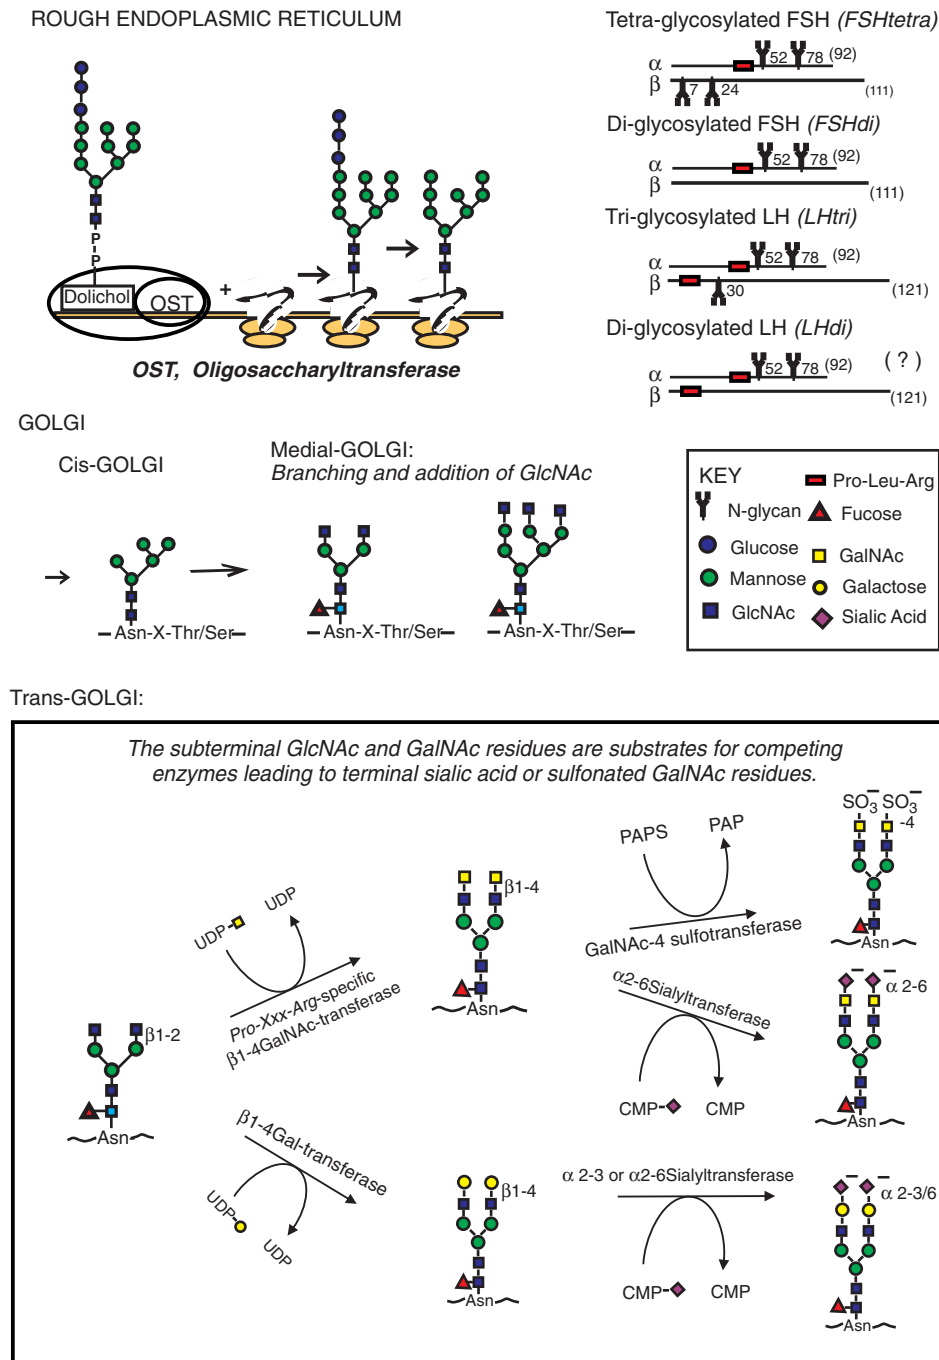 ROUGH ENDOPLASMIC RETICULUM
P
P
Dolichol
OST
+
OST, Oligosaccharyltransferase
Tetra-glycosylated FSH (FSHtetra)
α 52 78 (92)
β 7 24 (111)
Di-glycosylated FSH (FSHdi)
α 52 78 (92)
β (111)
Tri-glycosylated LH (LHtri)
α 52 78 (92)
β 30 (121)
Di-glycosylated LH (LHdi)
α 52 78 (92) ( ? )
β (121)
GOLGI
Cis-GOLGI
Medial-GOLGI:
Branching and addition of GlcNAc
Asn-X-Thr/Ser
Asn-X-Thr/Ser
Asn-X-Thr/Ser
KEY
Pro-Leu-Arg
N-glycan
Fucose
Glucose
GalNAc
Mannose
Galactose
GlcNAc
Sialic Acid
Trans-GOLGI:
The subterminal GlcNAc and GalNAc residues are substrates for competing
enzymes leading to terminal sialic acid or sulfonated GalNAc residues.
β1-2
Asn
UDP
UDP
Pro-Xxx-Arg-specific
β1-4GalNAc-transferase
β1-4
Asn
PAPS
PAP
GalNAc-4 sulfotransferase
SO3− SO3−
-4
Asn
α2-6Sialyltransferase
CMP
CMP
− −
α 2-6
Asn
β1-4Gal-transferase
UDP
UDP
β1-4
Asn
α 2-3 or α2-6Sialyltransferase
CMP
CMP
− −
α 2-3/6
Asn